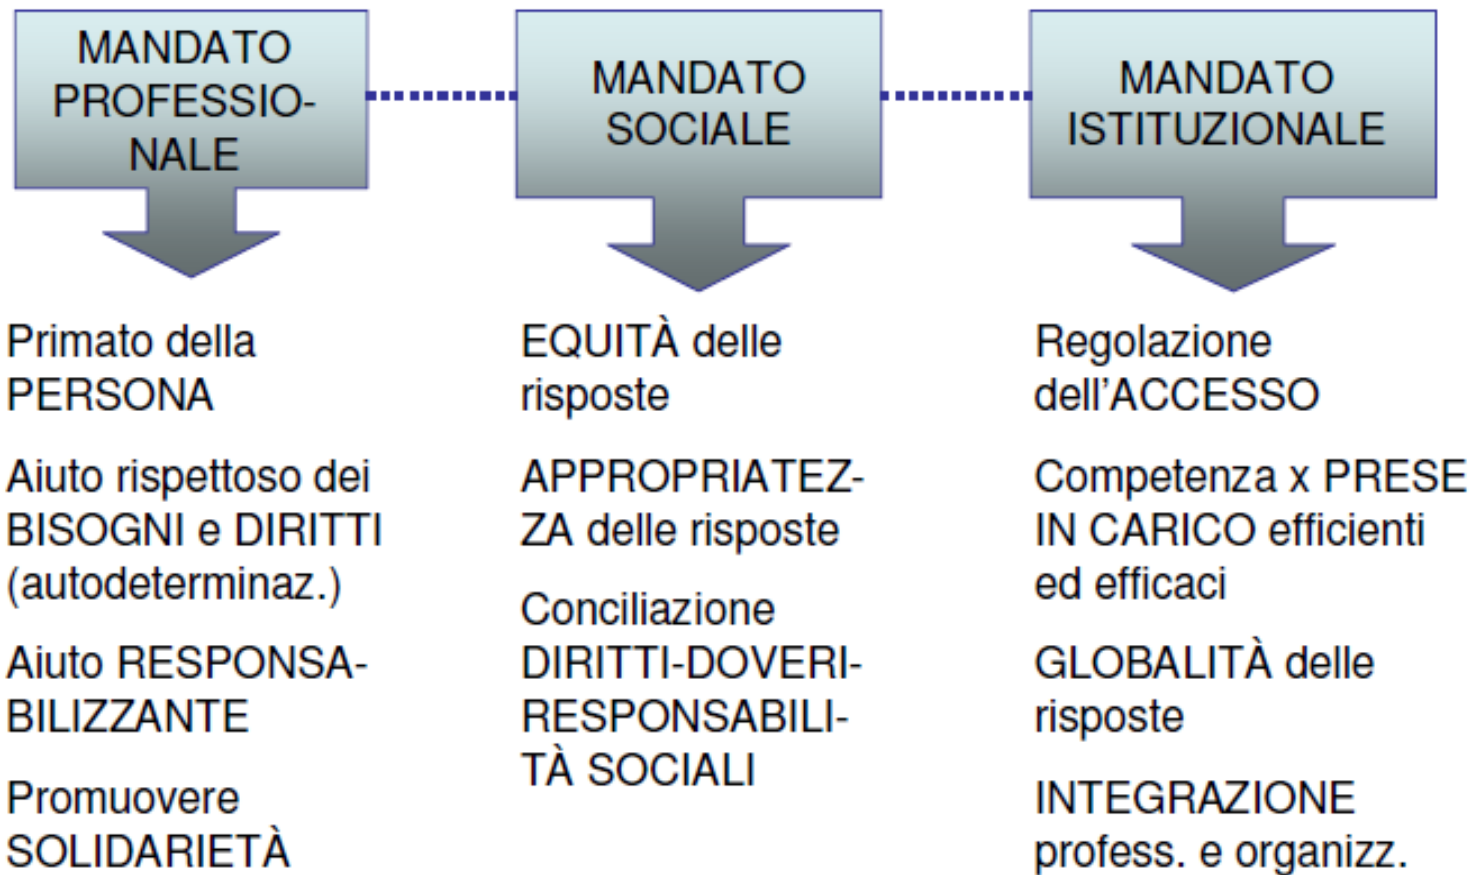 MANDATO
PROFESSIO-
NALE
Primato della
PERSONA
Aiuto rispettoso dei
BISOGNI e DIRITTI
(autodeterminaz.)
Aiuto RESPONSA-
BILIZZANTE
Promuovere
SOLIDARIETÀ
MANDATO
SOCIALE
EQUITÀ delle
risposte
APPROPRIATEZ-
ZA delle risposte
Conciliazione
DIRITTI-DOVERI-
RESPONSABILI-
TÀ SOCIALI
MANDATO
ISTITUZIONALE
Regolazione
dell'ACCESSO
Competenza x PRESE
IN CARICO efficienti
ed efficaci
GLOBALITÀ delle
risposte
INTEGRAZIONE
profess. e organizz.